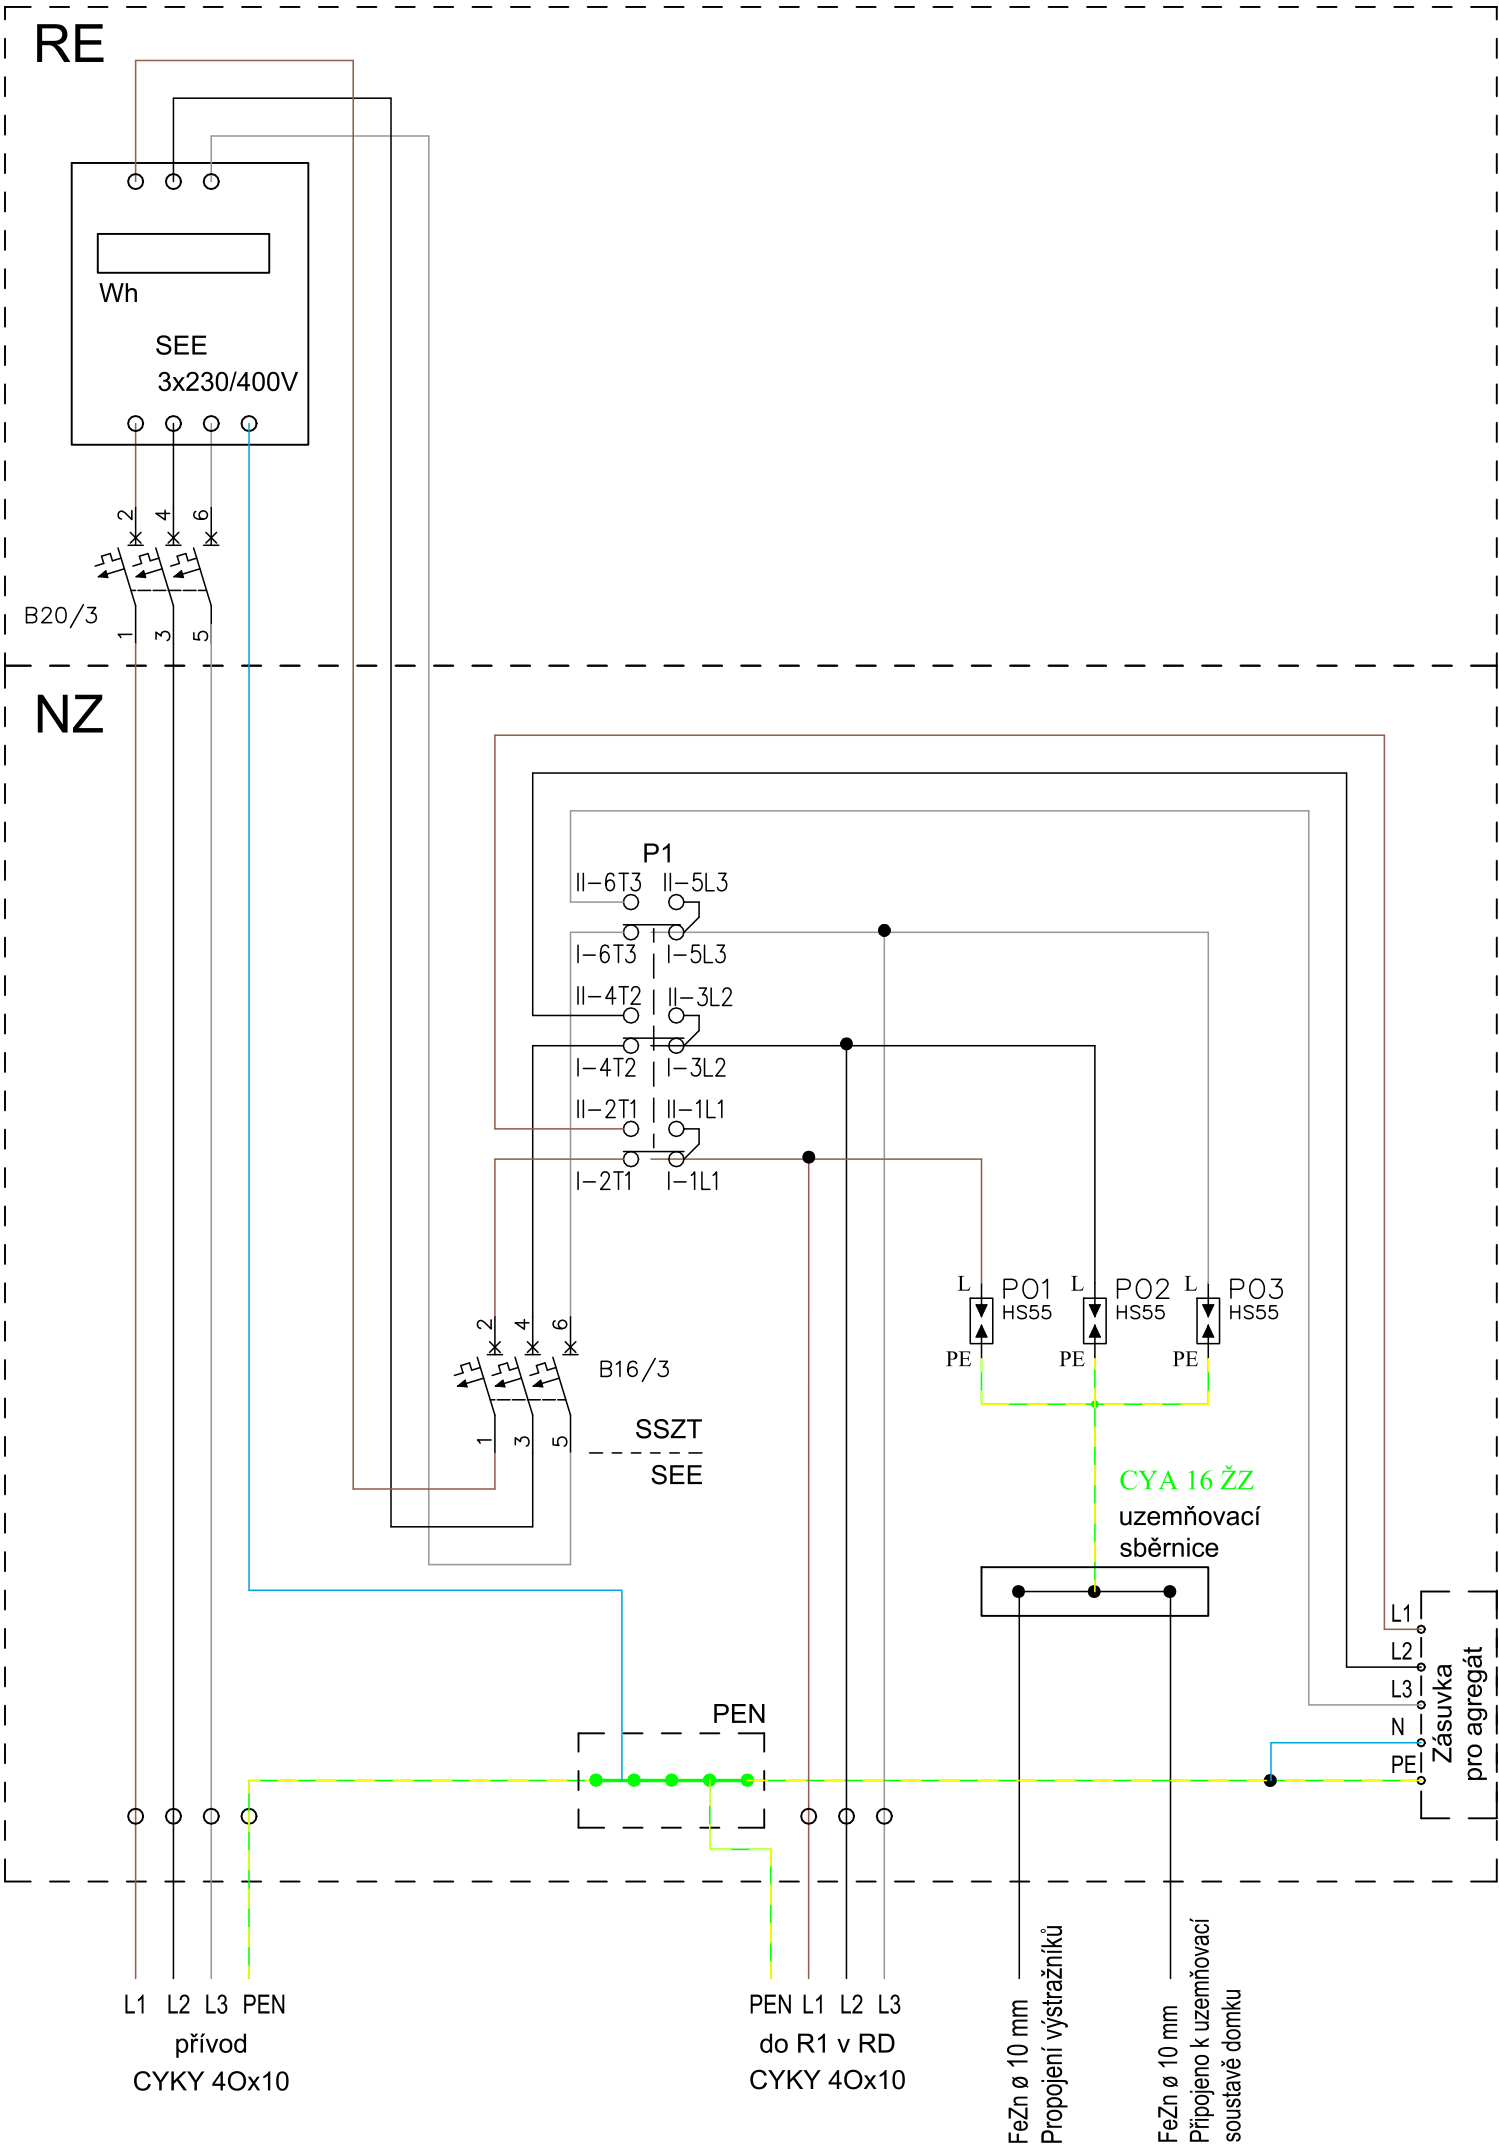 RE
Wh
SEE
3x230/400V
2 4 6
B20/3
1 3 5
NZ
P1
II-6T3 II-5L3
I-6T3 I-5L3
II-4T2 II-3L2
I-4T2 I-3L2
II-2T1 II-1L1
I-2T1 I-1L1
L PO1 L PO2 L PO3
HS55 HS55 HS55
PE PE PE
2 4 6
B16/3
1 3 5
SSZT
SEE
CYA 16 ŽZ
uzemňovací
sběrnice
L1
L2
L3
N
PE
Zásuvka
pro agregát
PEN
L1 L2 L3 PEN
přívod
CYKY 4Ox10
PEN L1 L2 L3
do R1 v RD
CYKY 4Ox10
FeZn ø 10 mm
Propojení výstražníků
FeZn ø 10 mm
Připojeno k uzemňovací
soustavě domku